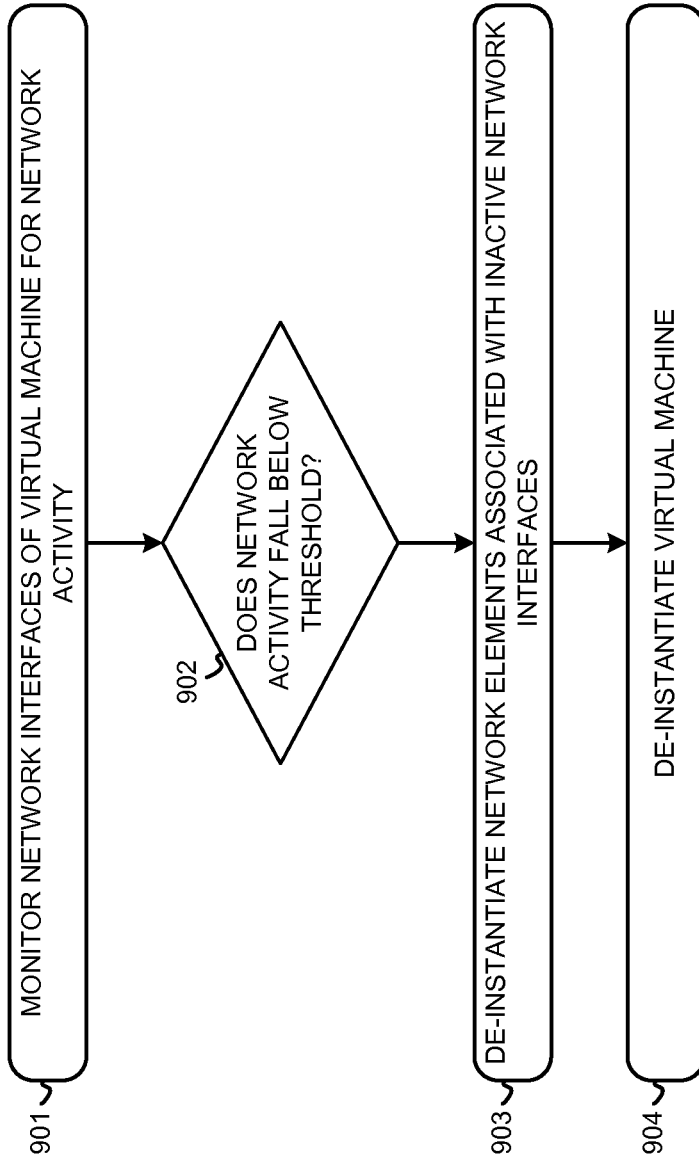 901
MONITOR NETWORK INTERFACES OF VIRTUAL MACHINE FOR NETWORK
ACTIVITY
902
DOES NETWORK
ACTIVITY FALL BELOW
THRESHOLD?
903
DE-INSTANTIATE NETWORK ELEMENTS ASSOCIATED WITH INACTIVE NETWORK
INTERFACES
904
DE-INSTANTIATE VIRTUAL MACHINE